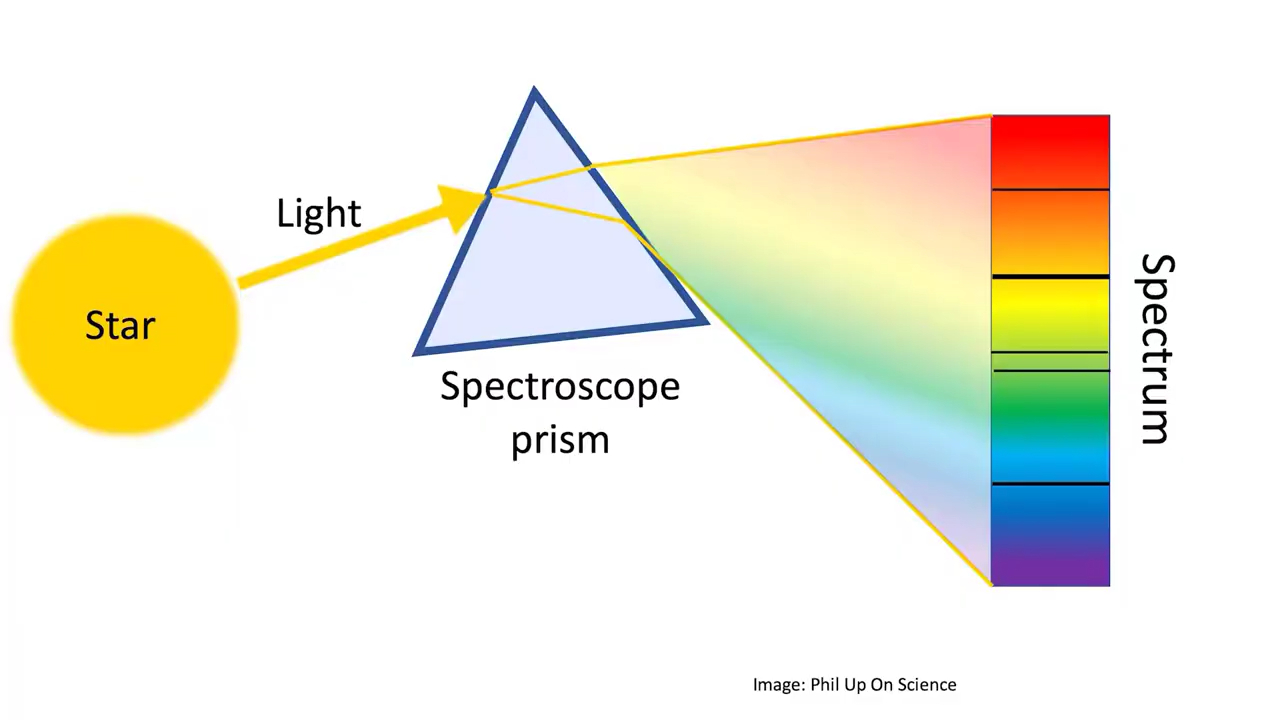 Light
Star
Spectroscope
prism
Spectrum
Image: Phil Up On Science